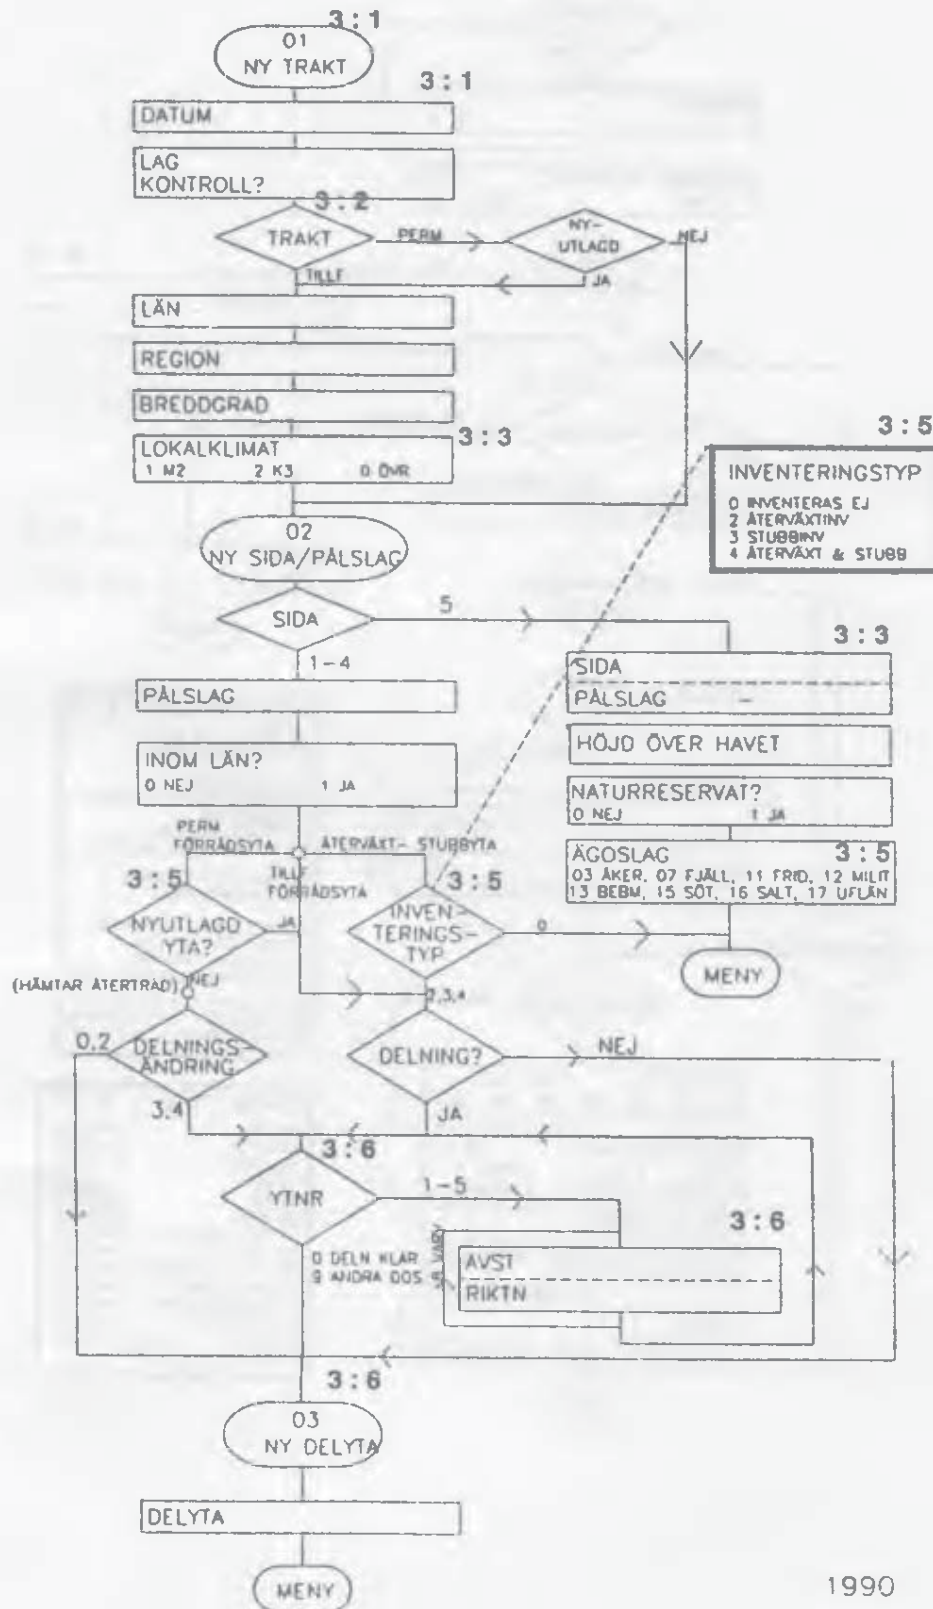 3:1
01
NY TRAKT
3:1
DATUM
LAG
KONTROLL?
3:2
TRAKT
PERM
NY-
UTLAGD
NEJ
TILLF
JA
LÄN
REGION
BREDDGRAD
3:3
LOKALKLIMAT
1 M2 2 K3 0 ÖVR
3:5
INVENTERINGSTYP
0 INVENTERAS EJ
2 ÅTERVÄXTINV
3 STUBBINV
4 ÅTERVÄXT & STUBB
02
NY SIDA/PÅLSLAG
SIDA
5
1-4
3:3
SIDA
PÅLSLAG -
PÅLSLAG
HÖJD ÖVER HAVET
INOM LÄN?
0 NEJ 1 JA
NATURRESERVAT?
0 NEJ 1 JA
PERM
FÖRRÅDSYTA
ÅTERVÄXT- STUBBYTA
TILLF
FÖRRÅDSYTA
ÄGOSLAG 3:5
03 ÅKER, 07 FJÄLL, 11 FRID, 12 MILIT
13 BEBM, 15 SÖT, 16 SALT, 17 UFLÄN
3:5
3:5
NYUTLAGD
YTA?
JA
INVEN-
TERINGS-
TYP
0
MENY
(HÄMTAR ÅTERTRÄD)
NEJ
2,3,4
0,2
DELNINGS-
ÄNDRING
DELNING?
NEJ
3,4
JA
3:6
YTNR
1-5
3:6
0 DELN KLAR
9 ANDRA DOS
AVST
RIKTN
3:6
03
NY DELYTA
DELYTA
MENY
1990